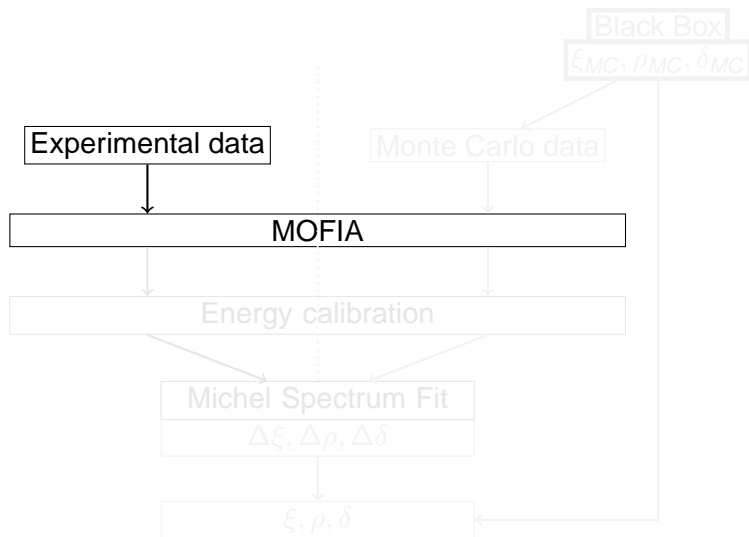 Black Box
ξMC, ρMC, δMC
Experimental data
Monte Carlo data
MOFIA
Energy calibration
Michel Spectrum Fit
Δξ, Δρ, Δδ
ξ, ρ, δ